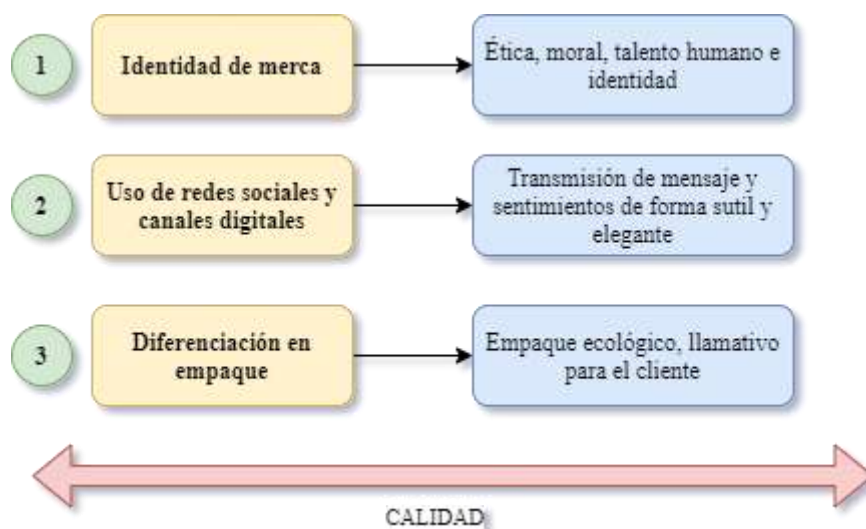 1
Identidad de merca
Ética, moral, talento humano e
identidad
2
Uso de redes sociales y
canales digitales
Transmisión de mensaje y
sentimientos de forma sutil y
elegante
3
Diferenciación en
empaque
Empaque ecológico, llamativo
para el cliente
CALIDAD